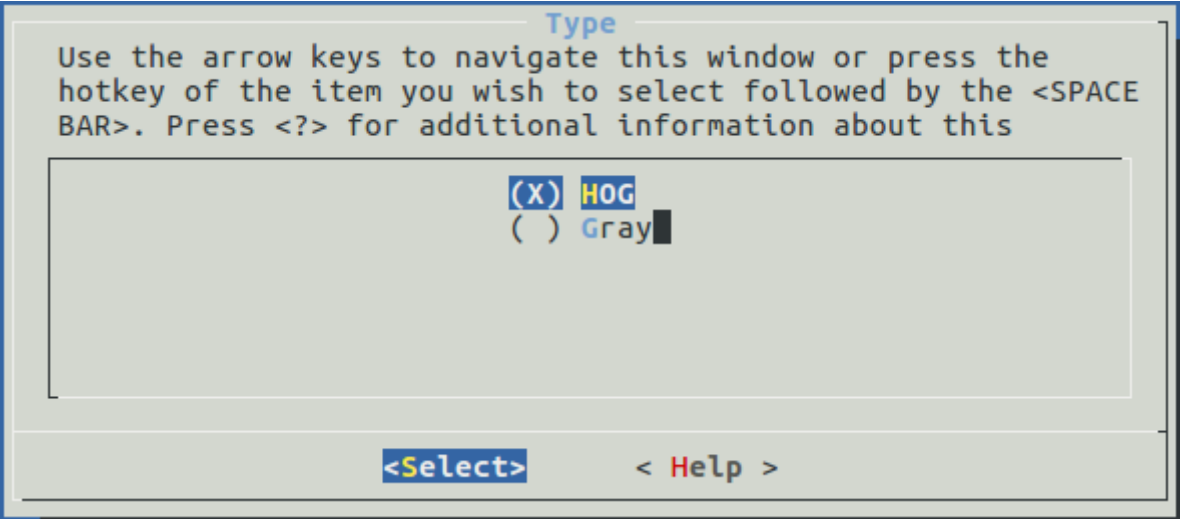 Type
Use the arrow keys to navigate this window or press the
hotkey of the item you wish to select followed by the <SPACE
BAR>. Press <?> for additional information about this
(X) HOG
( ) Gray
<Select> < Help >